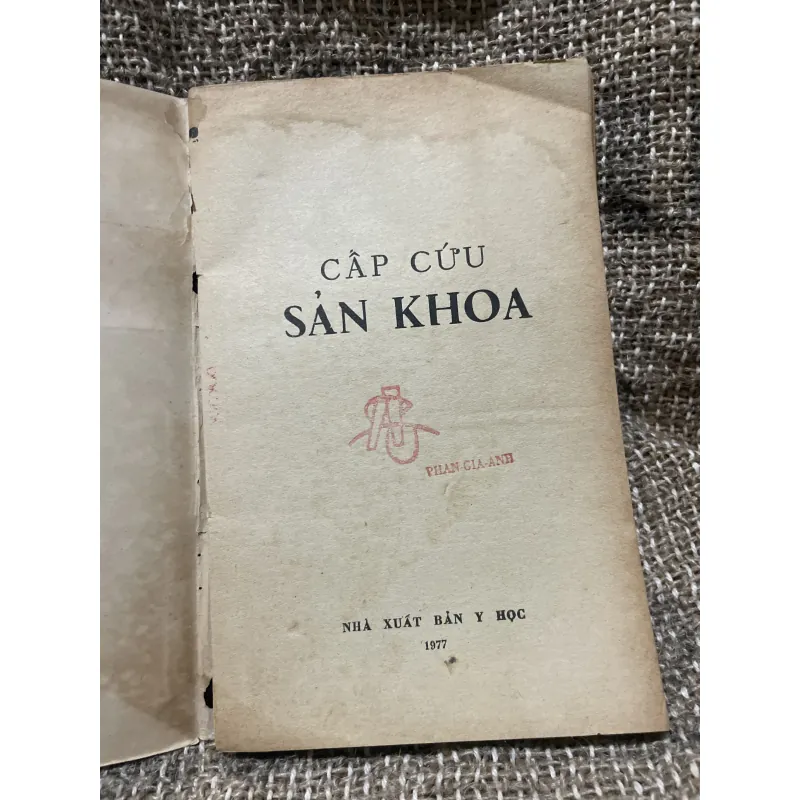 CẤP CỨU
SẢN KHOA
PHAN-GIA-ANH
NHÀ XUẤT BẢN Y HỌC
1977